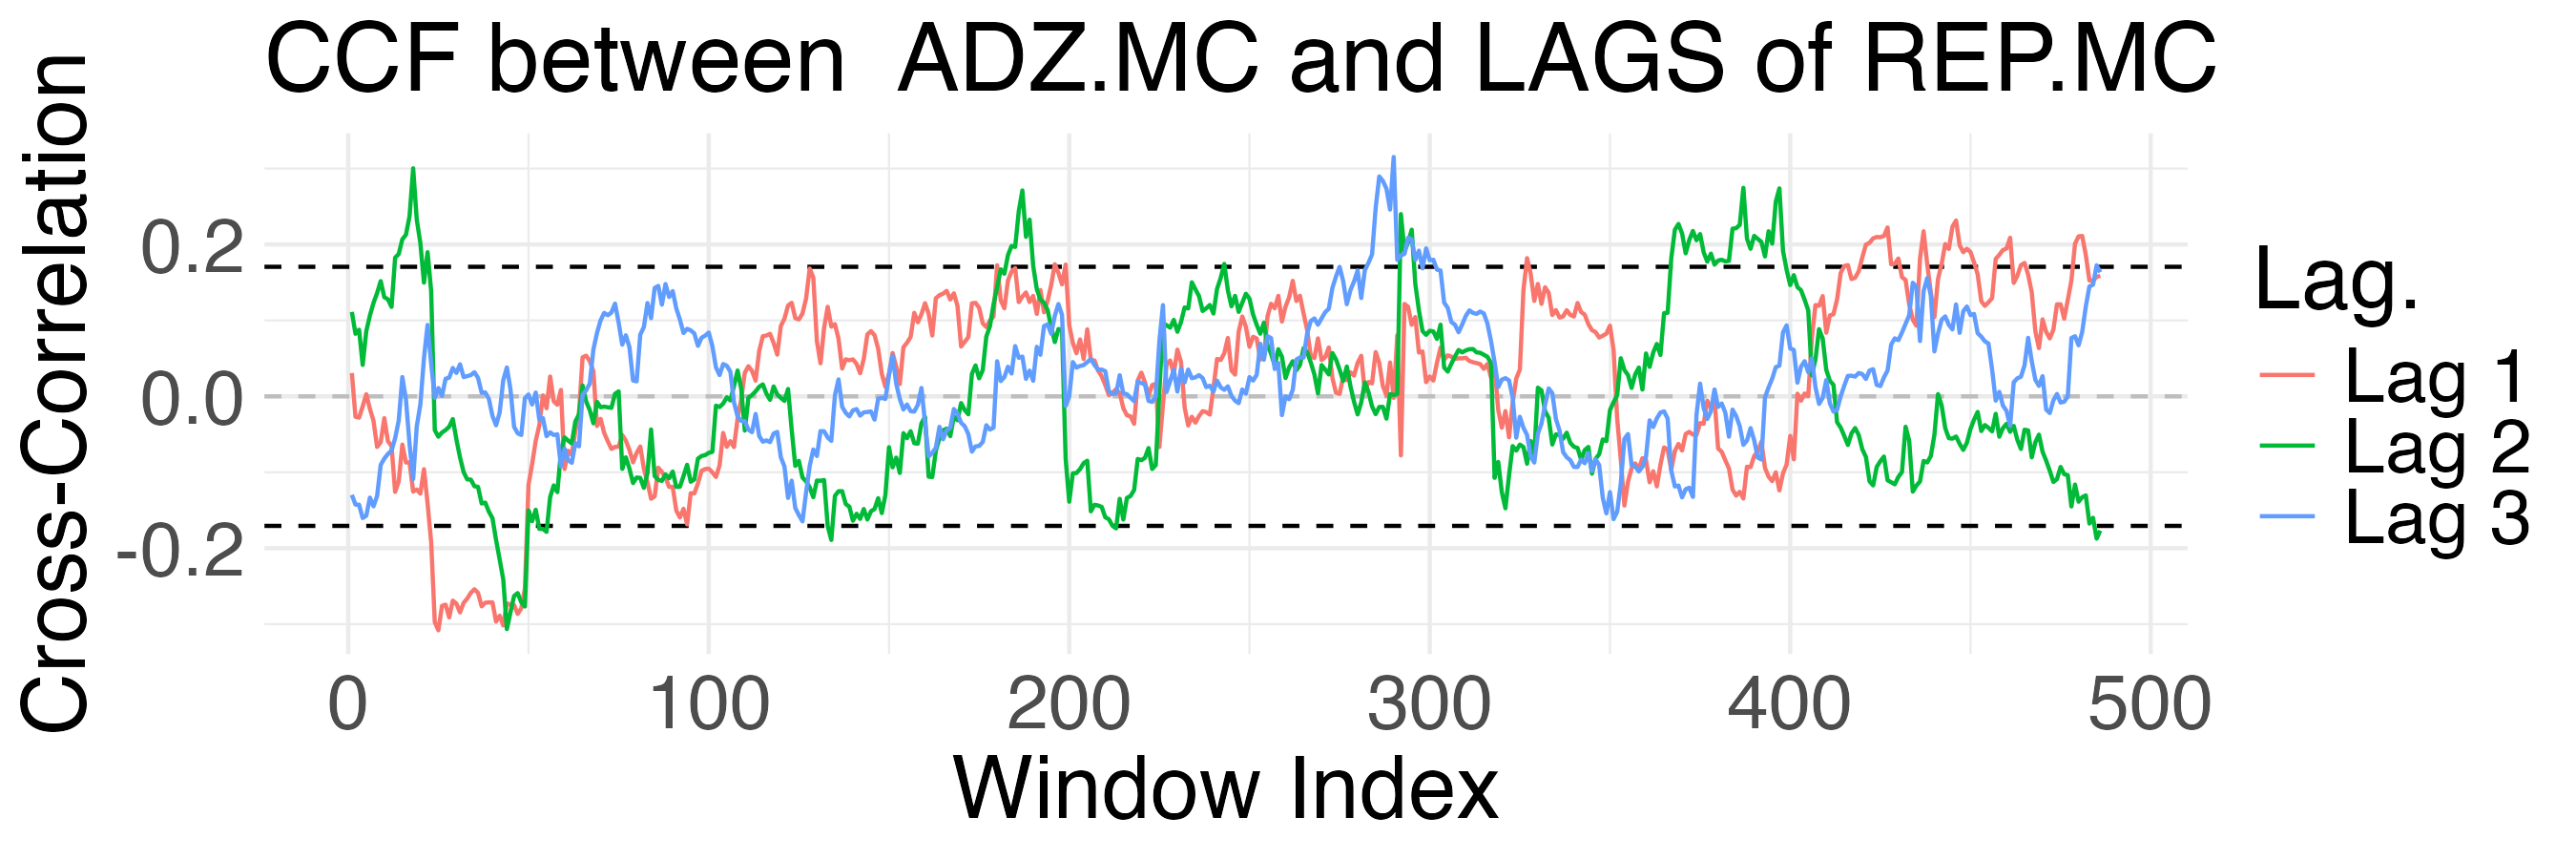 CCF between  ADZ.MC and LAGS of REP.MC
Cross-Correlation
0.2
0.0
-0.2
0 100 200 300 400 500
Window Index
Lag.
Lag 1
Lag 2
Lag 3